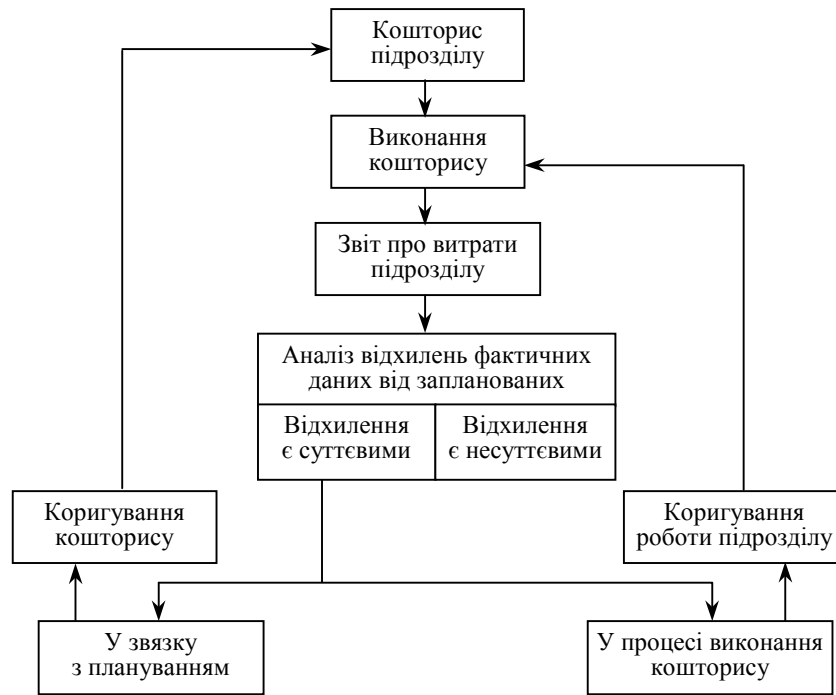 Кошторис
підрозділу
Виконання
кошторису
Звіт про витрати
підрозділу
Аналіз відхилень фактичних
даних від запланованих
Відхилення
є суттєвими
Відхилення
є несуттєвими
Коригування
кошторису
Коригування
роботи підрозділу
У звязку
з плануванням
У процесі виконання
кошторису